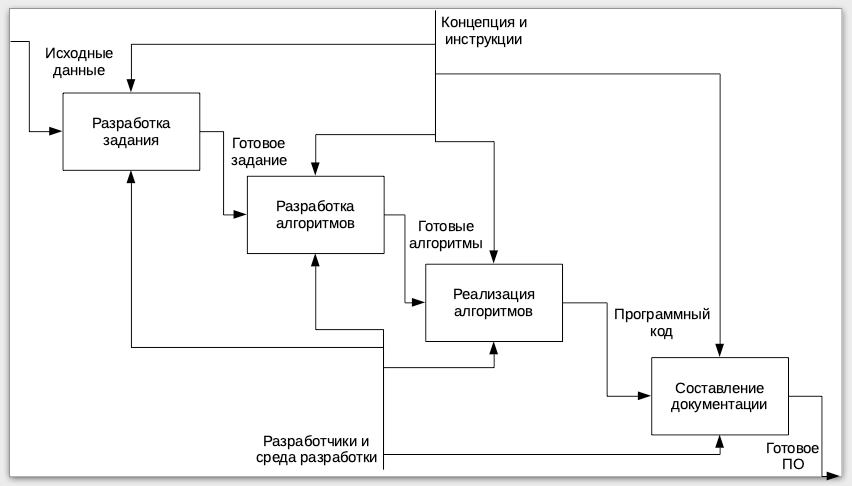 Концепция и
инструкции
Исходные
данные
Разработка
задания
Готовое
задание
Разработка
алгоритмов
Готовые
алгоритмы
Реализация
алгоритмов
Программный
код
Составление
документации
Разработчики и
среда разработки
Готовое
ПО